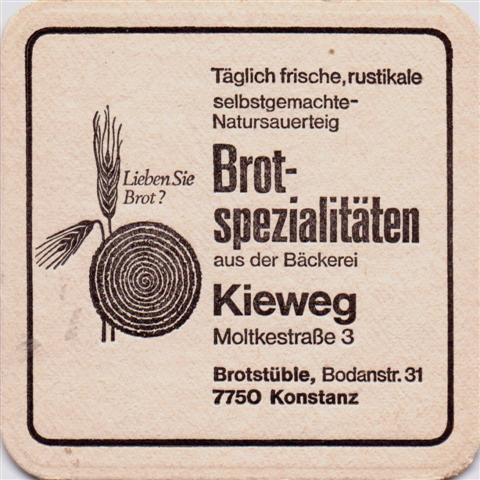 Täglich frische, rustikale
selbstgemachte-
Natursauerteig
Lieben Sie
Brot?
Brot-
spezialitäten
aus der Bäckerei
Kieweg
Moltkestraße 3
Brotstüble, Bodanstr. 31
7750 Konstanz